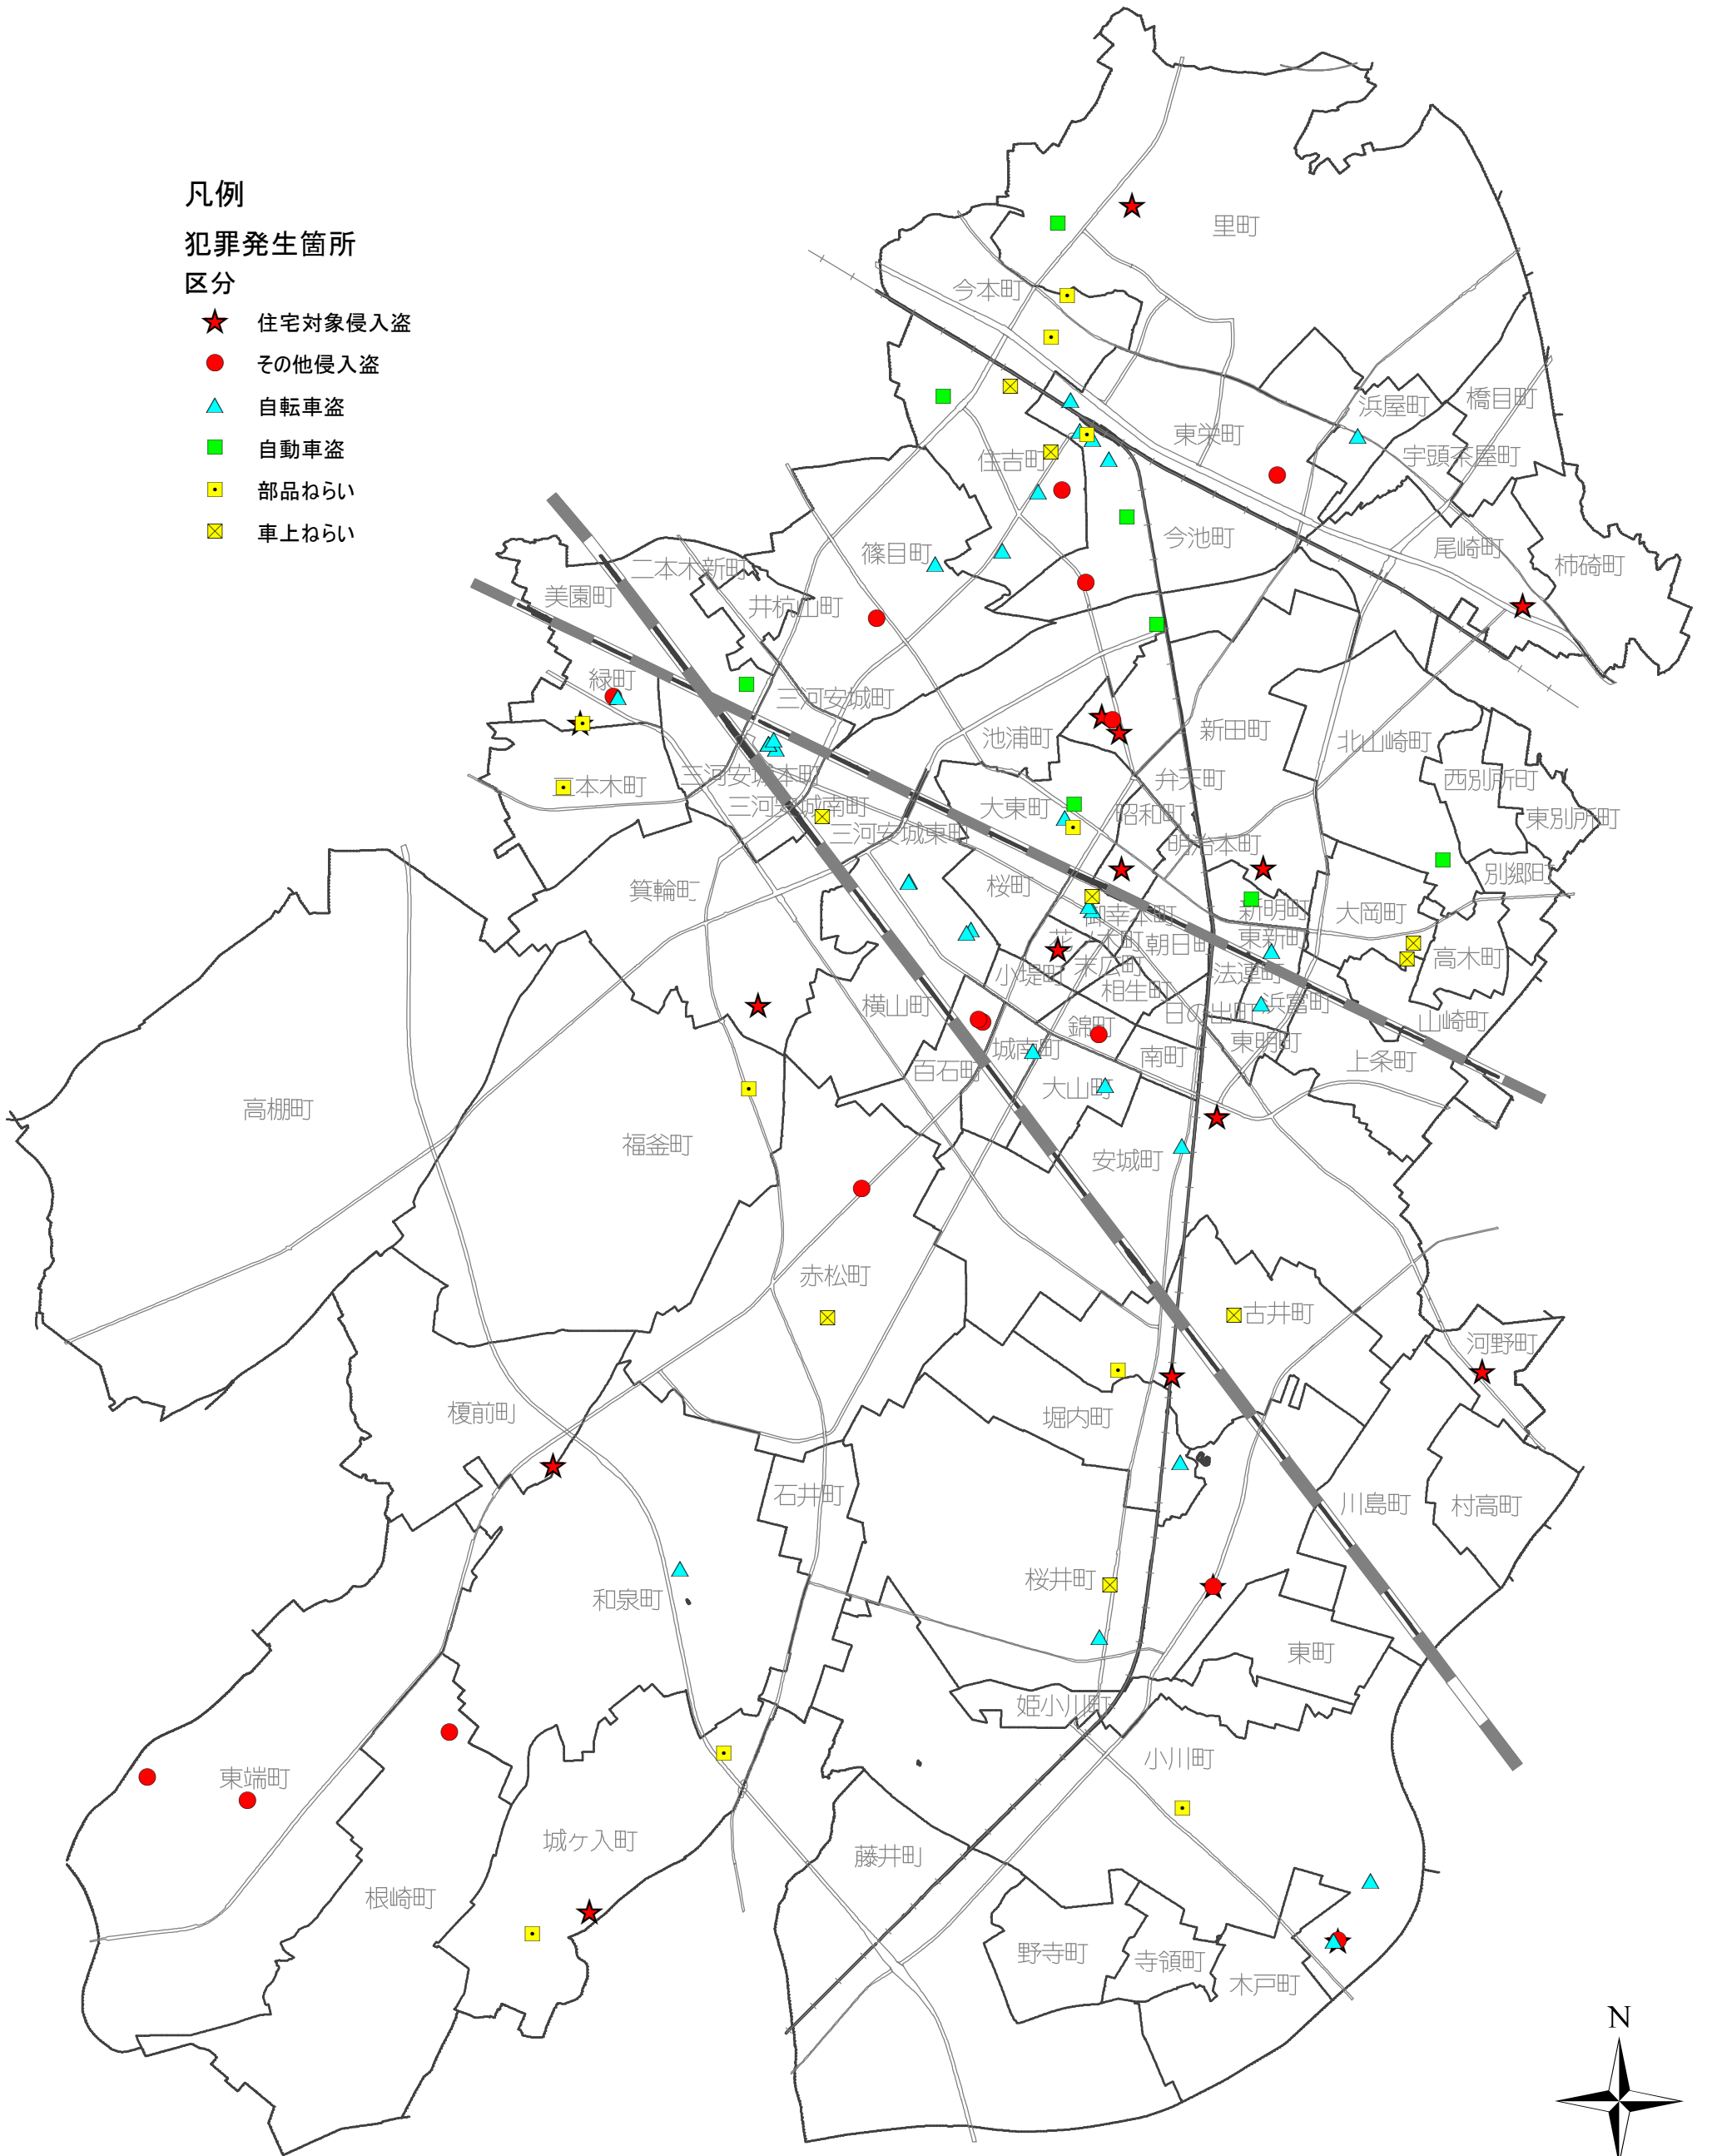 凡例
犯罪発生箇所
区分
住宅対象侵入盗
その他侵入盗
自転車盗
自動車盗
部品ねらい
車上ねらい
里町
今本町
浜屋町
橋目町
東栄町
宇頭茶屋町
住吉町
今池町
尾崎町
柿碕町
篠目町
二本木新町
美園町
井杭山町
緑町
三河安城町
池浦町
新田町
北山崎町
三河安城本町
二本木町
弁天町
西別所町
三河安城南町
大東町
昭和町
東別所町
三河安城東町
明治本町
別郷町
箕輪町
桜町
御幸本町
新明町
大岡町
花ノ木町
朝日町
東新町
末広町
高木町
小堤町
法連町
相生町
横山町
日の出町
浜富町
山崎町
錦町
城南町
南町
東明町
百石町
大山町
上条町
高棚町
福釜町
安城町
赤松町
古井町
河野町
榎前町
堀内町
石井町
川島町
村高町
桜井町
和泉町
東町
姫小川町
小川町
東端町
城ヶ入町
藤井町
根崎町
野寺町
寺領町
木戸町
N